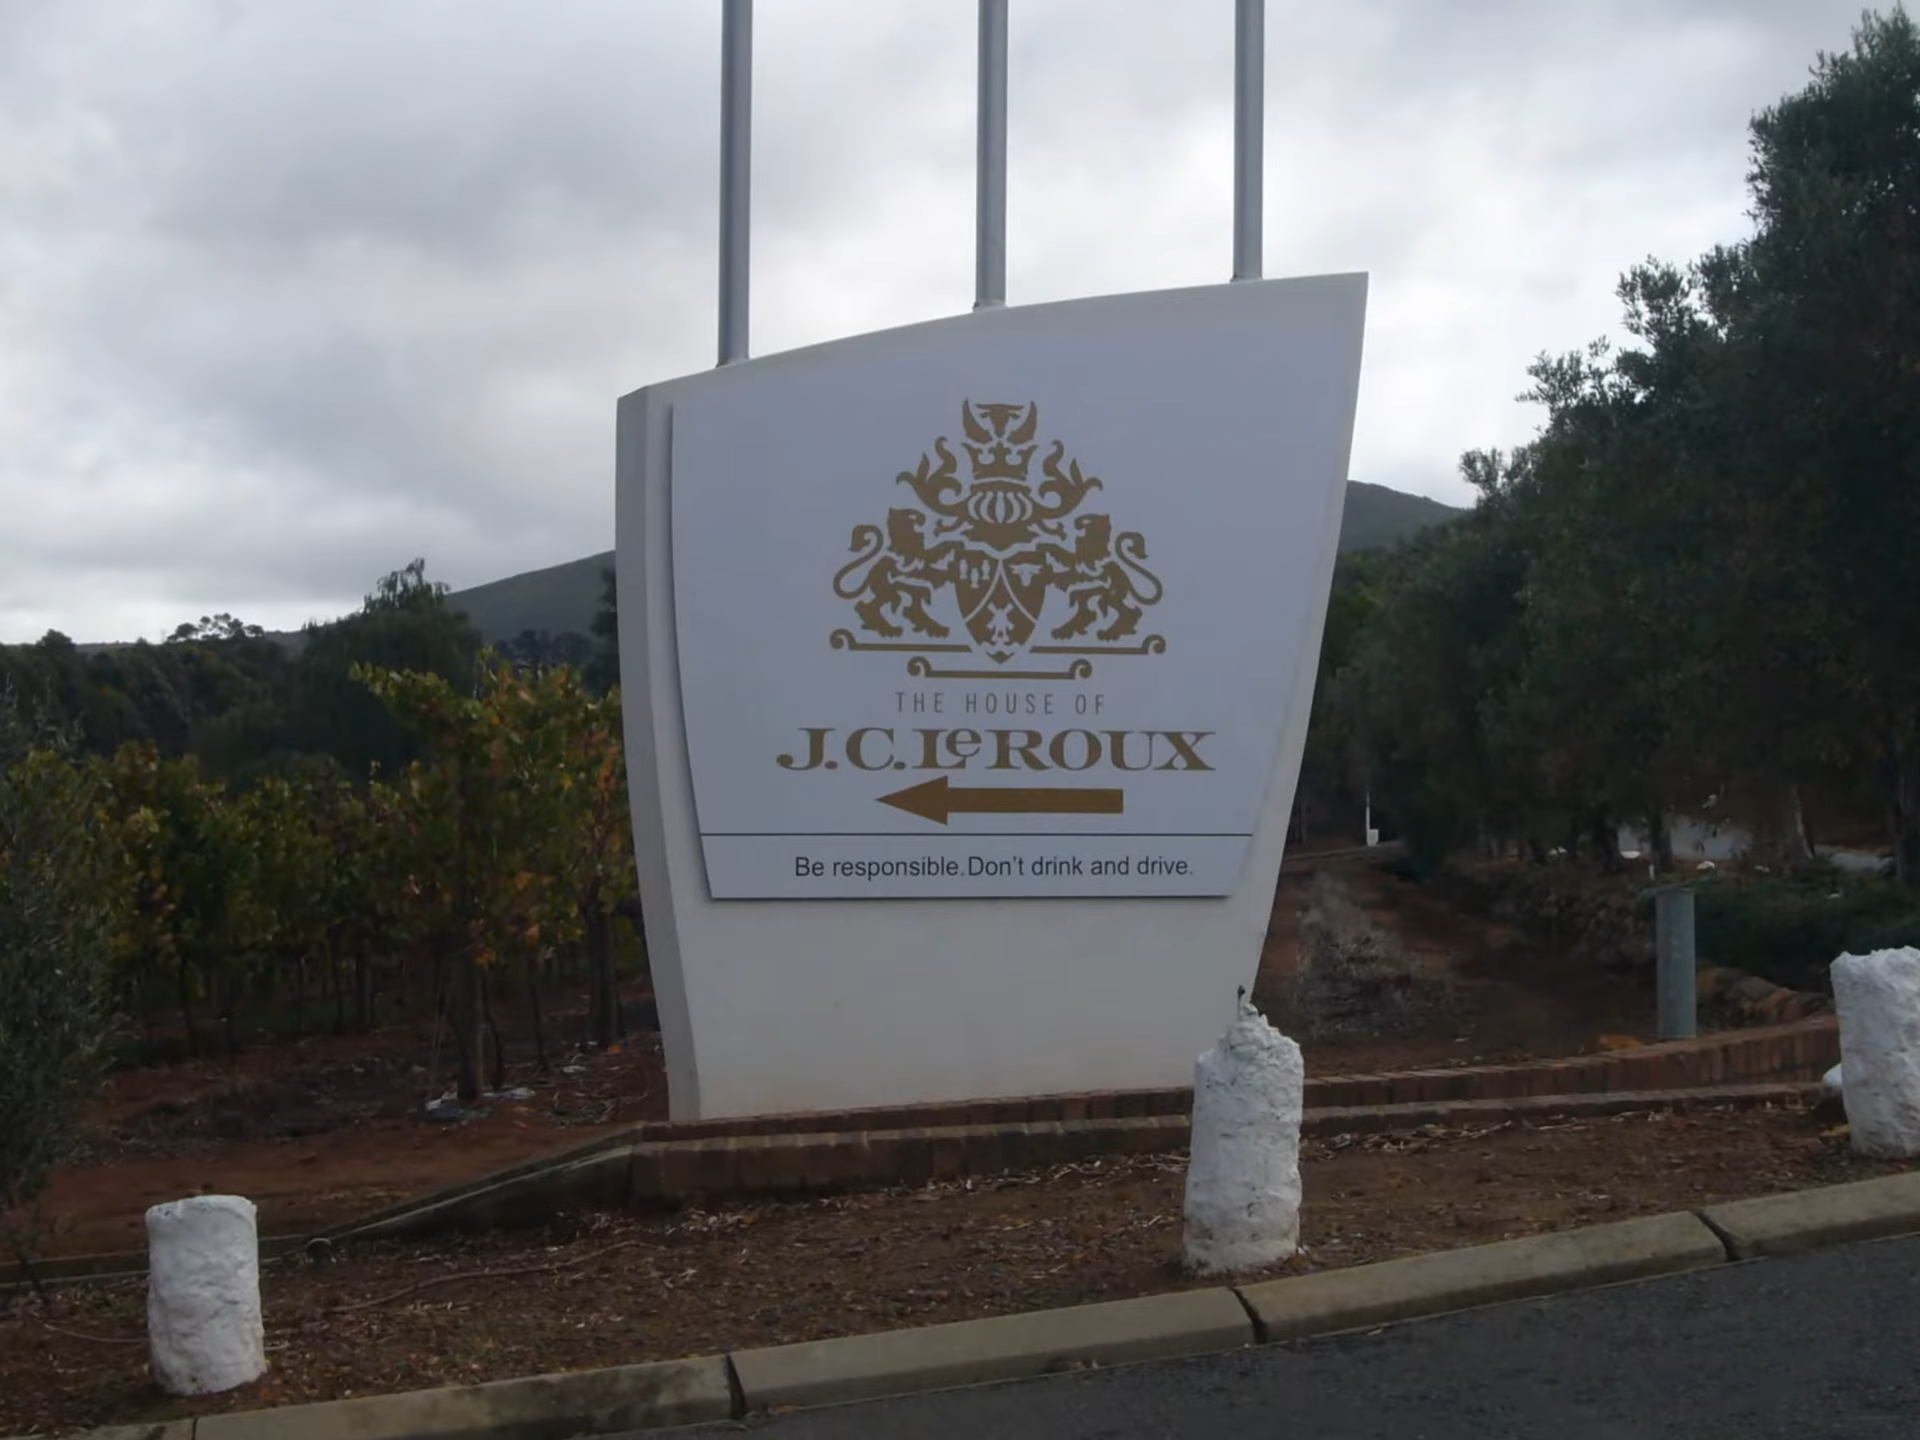 THE HOUSE OF
J.C. LeROUX
Be responsible.Don't drink and drive.